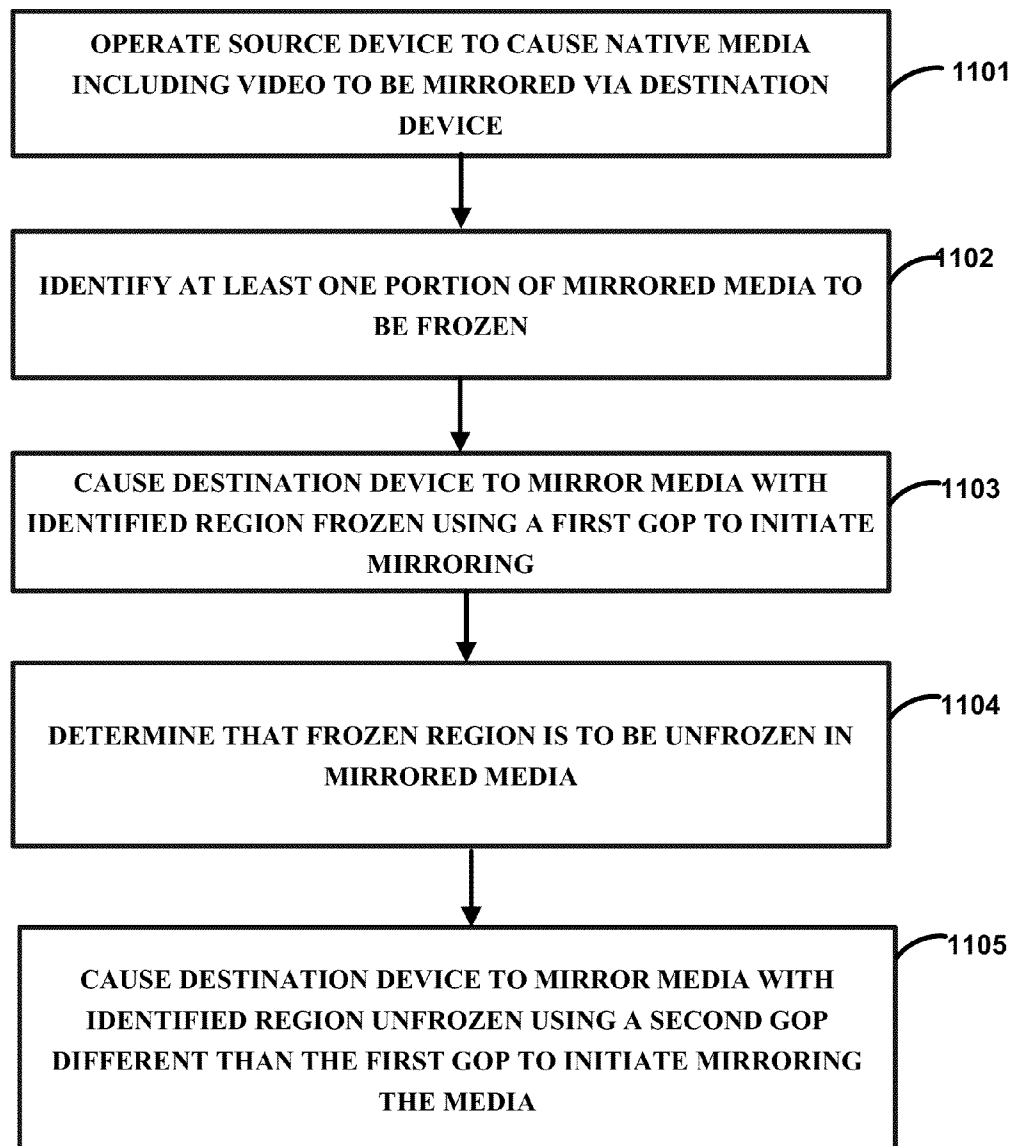 OPERATE SOURCE DEVICE TO CAUSE NATIVE MEDIA
INCLUDING VIDEO TO BE MIRRORED VIA DESTINATION
DEVICE
1101
IDENTIFY AT LEAST ONE PORTION OF MIRRORED MEDIA TO
BE FROZEN
1102
CAUSE DESTINATION DEVICE TO MIRROR MEDIA WITH
IDENTIFIED REGION FROZEN USING A FIRST GOP TO INITIATE
MIRRORING
1103
DETERMINE THAT FROZEN REGION IS TO BE UNFROZEN IN
MIRRORED MEDIA
1104
CAUSE DESTINATION DEVICE TO MIRROR MEDIA WITH
IDENTIFIED REGION UNFROZEN USING A SECOND GOP
DIFFERENT THAN THE FIRST GOP TO INITIATE MIRRORING
THE MEDIA
1105